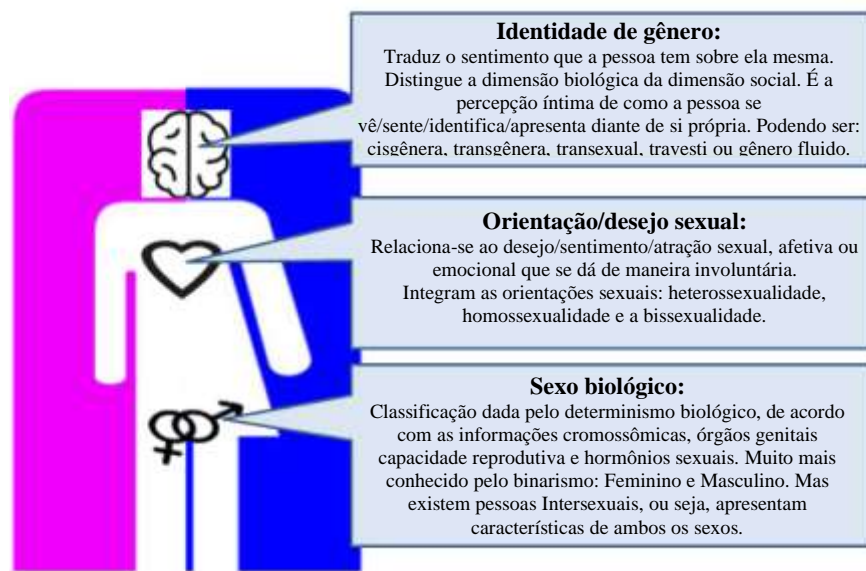 Identidade de gênero:
Traduz o sentimento que a pessoa tem sobre ela mesma.
Distingue a dimensão biológica da dimensão social. É a
percepção íntima de como a pessoa se
vê/sente/identifica/apresenta diante de si própria. Podendo ser:
cisgênera, transgênera, transexual, travesti ou gênero fluido.
Orientação/desejo sexual:
Relaciona-se ao desejo/sentimento/atração sexual, afetiva ou
emocional que se dá de maneira involuntária.
Integram as orientações sexuais: heterossexualidade,
homossexualidade e a bissexualidade.
Sexo biológico:
Classificação dada pelo determinismo biológico, de acordo
com as informações cromossômicas, órgãos genitais
capacidade reprodutiva e hormônios sexuais. Muito mais
conhecido pelo binarismo: Feminino e Masculino. Mas
existem pessoas Intersexuais, ou seja, apresentam
características de ambos os sexos.